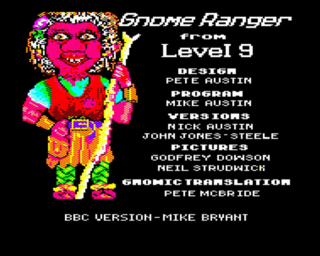 Gnome Ranger
from
Level 9
DESIGN
PETE AUSTIN
PROGRAM
MIKE AUSTIN
VERSIONS
NICK AUSTIN
JOHN JONES-STEELE
PICTURES
GODFREY DOWSON
NEIL STRUDWICK
GNOMIC TRANSLATION
PETE MCBRIDE
BBC VERSION-MIKE BRYANT